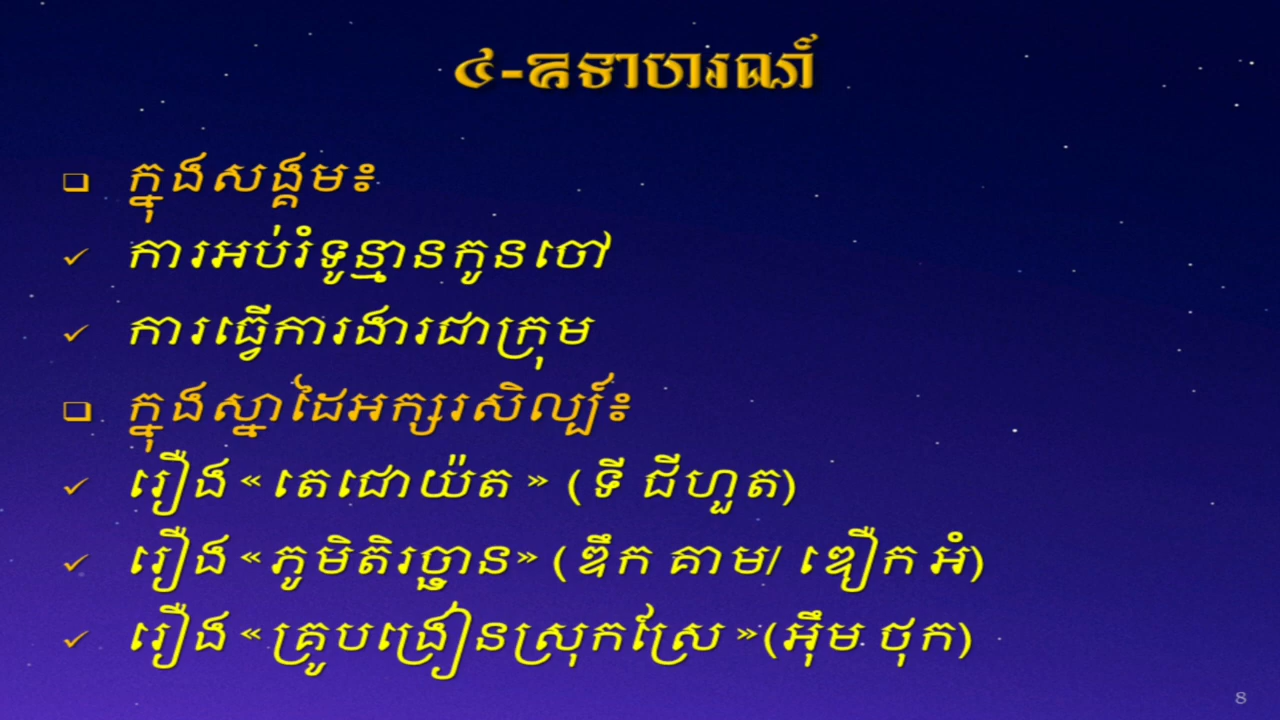 ៤-ឧទាហរណ៍
❑ ក្នុងសង្គម៖
✓ ការអប់រំទូន្មានកូនចៅ
✓ ការធ្វើការងារជាក្រុម
❑ ក្នុងស្នាដៃអក្សរសិល្ប៍៖
✓ រឿង « តេជោយ៉ត » (ទី ជីហួត)
✓ រឿង « ភូមិតិរច្ឆាន» (ឌឹក គាម/ ឌៀក អំ)
✓ រឿង « គ្រូបង្រៀនស្រុកស្រែ »(អ៊ឹម ថុក)
8